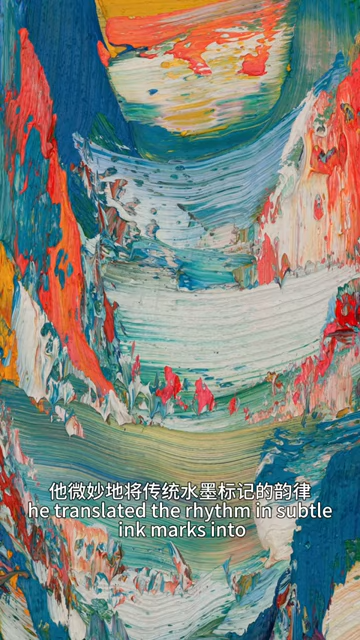 他微妙地将传统水墨标记的韵律
he translated the rhythm in subtle
ink marks into